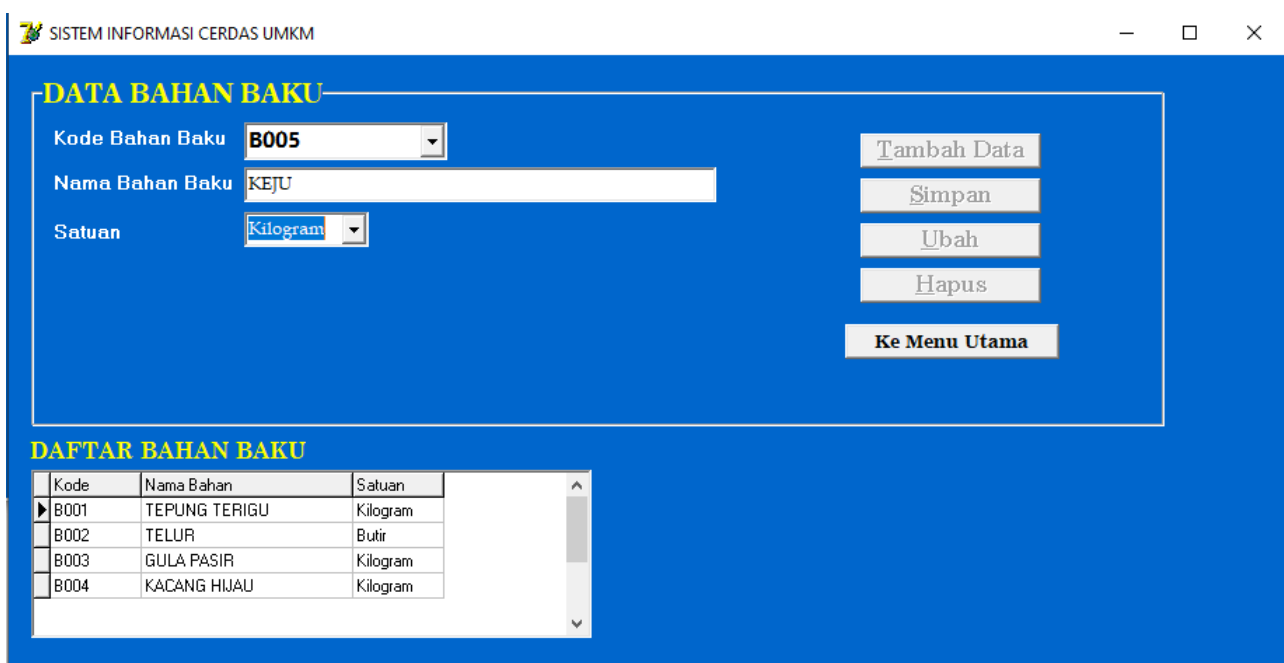 SISTEM INFORMASI CERDAS UMKM
DATA BAHAN BAKU
Kode Bahan Baku B005
Nama Bahan Baku KEJU
Satuan Kilogram
Tambah Data
Simpan
Ubah
Hapus
Ke Menu Utama
DAFTAR BAHAN BAKU
Kode Nama Bahan Satuan
B001 TEPUNG TERIGU Kilogram
B002 TELUR Butir
B003 GULA PASIR Kilogram
B004 KACANG HIJAU Kilogram